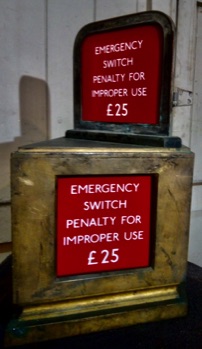 EMERGENCY
SWITCH
PENALTY FOR
IMPROPER USE
£25
EMERGENCY
SWITCH
PENALTY FOR
IMPROPER USE
£25